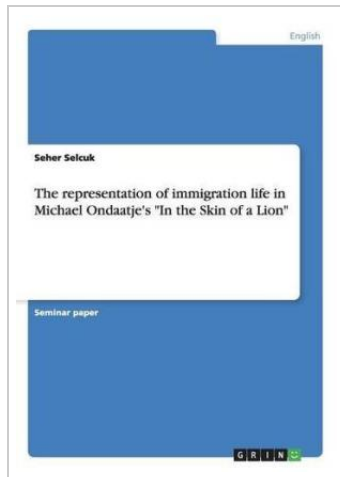 English
Seher Selcuk
The representation of immigration life in
Michael Ondaatje's "In the Skin of a Lion"
Seminar paper
GRIN